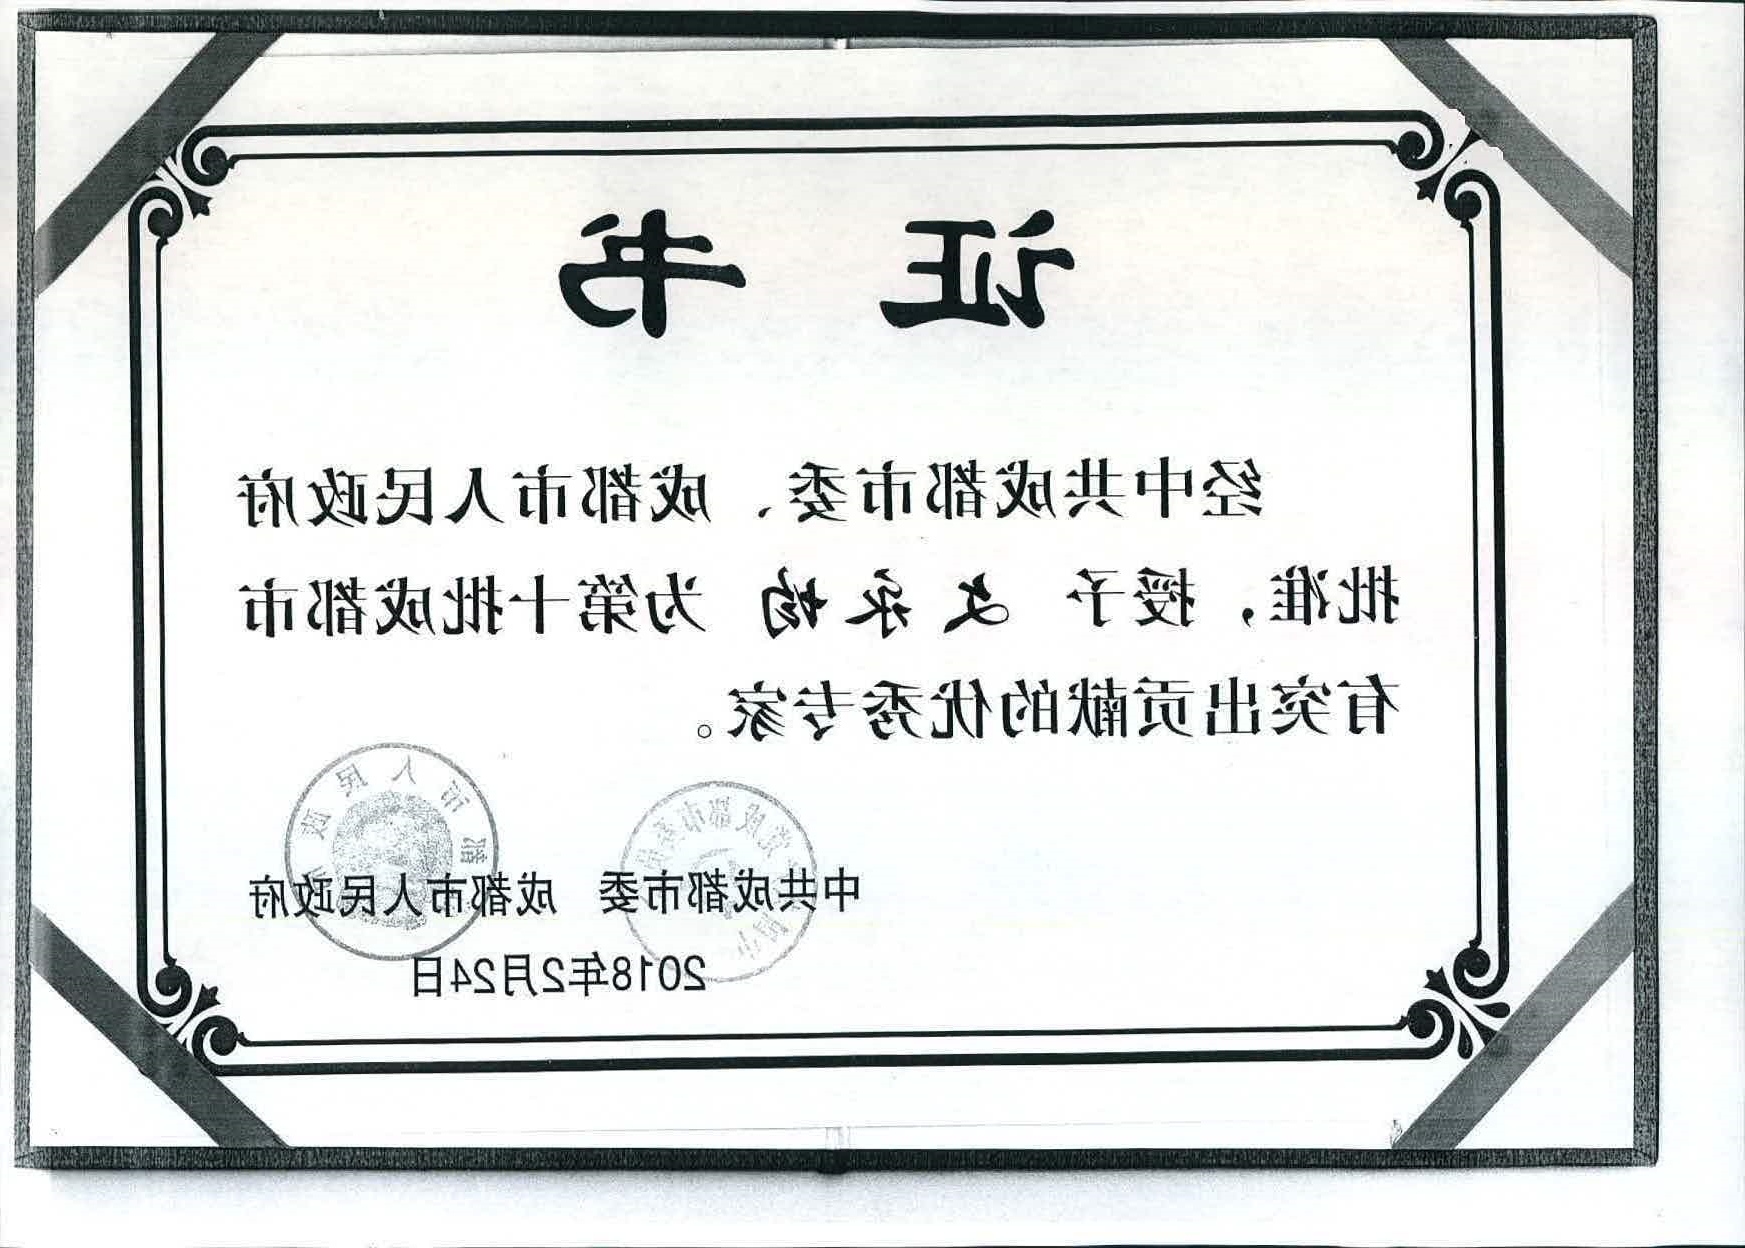 证书
经中共成都市委、成都市人民政府
批准，授予 文永均 为第十批成都市
有突出贡献的优秀专家。
中共成都市委 成都市人民政府
2018年2月24日